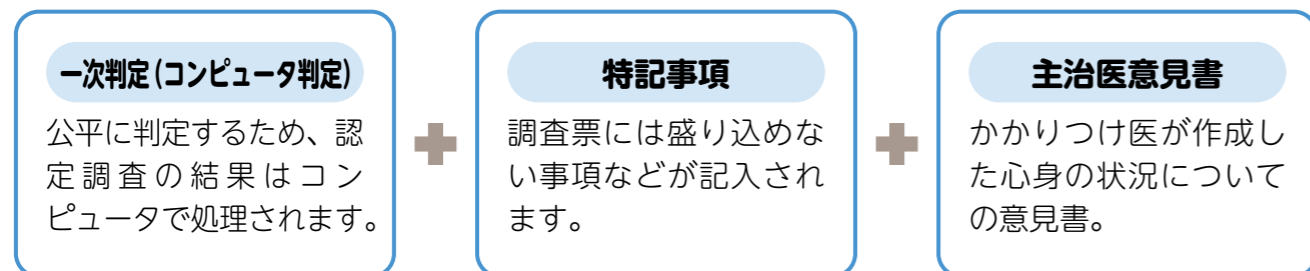 一次判定(コンピュータ判定)
公平に判定するため、認
定調査の結果はコン
ピュータで処理されます。
特記事項
調査票には盛り込めな
い事項などが記入され
ます。
主治医意見書
かかりつけ医が作成し
た心身の状況について
の意見書。